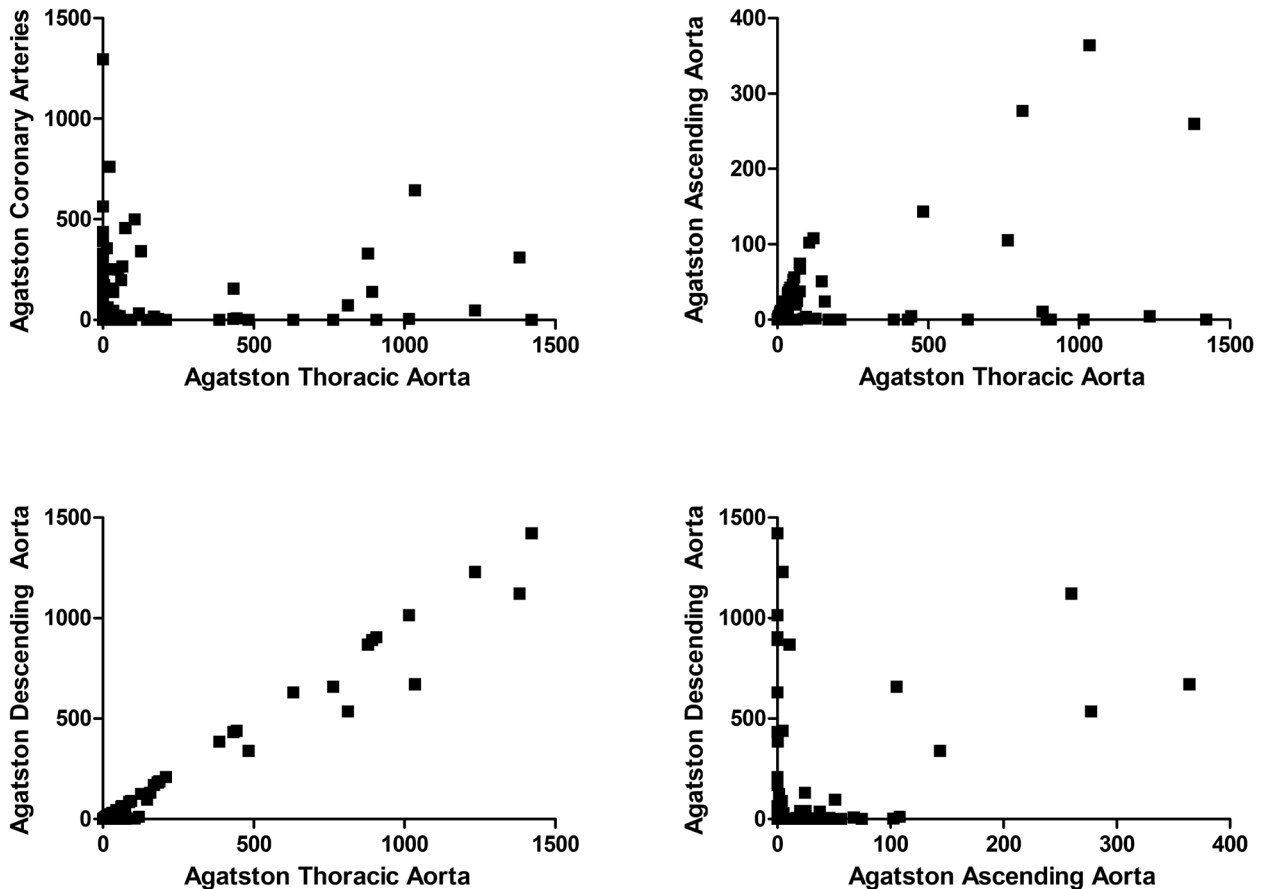 Agatston Coronary Arteries
1500
1000
500
0
0 500 1000 1500
Agatston Thoracic Aorta
Agatston Ascending Aorta
400
300
200
100
0
0 500 1000 1500
Agatston Thoracic Aorta
Agatston Descending Aorta
1500
1000
500
0
0 500 1000 1500
Agatston Thoracic Aorta
Agatston Descending Aorta
1500
1000
500
0
0 100 200 300 400
Agatston Ascending Aorta